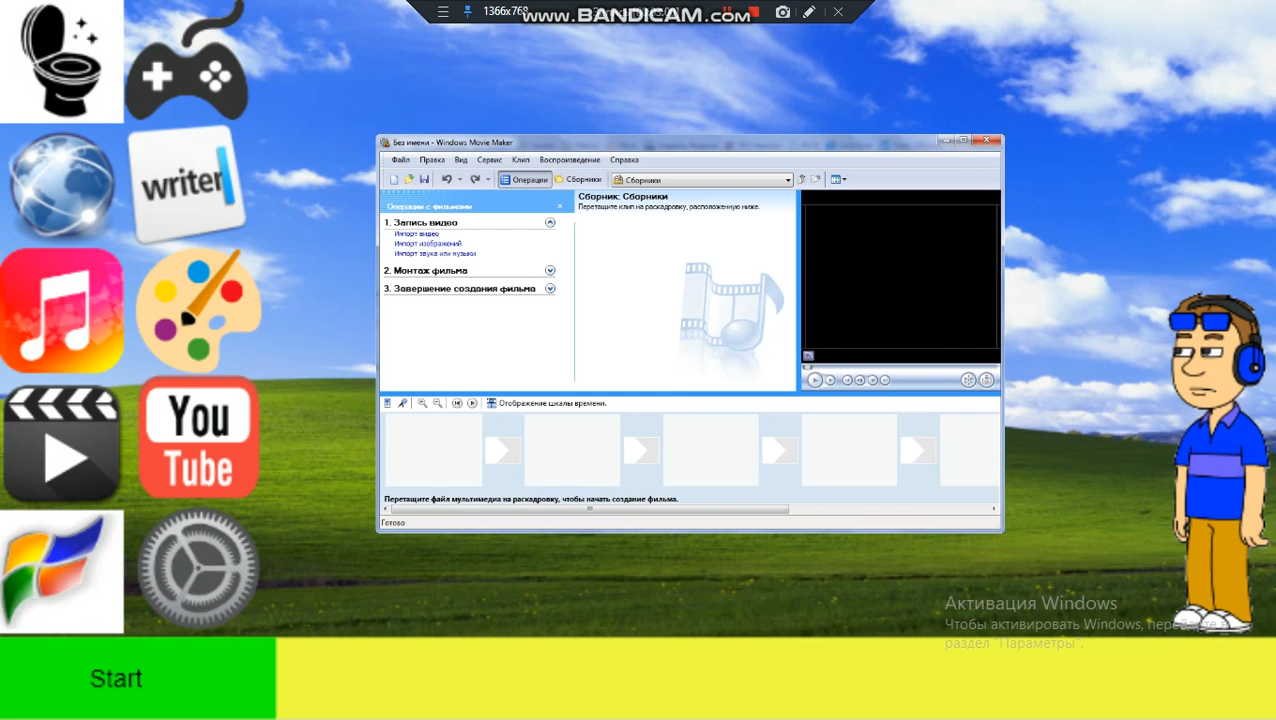 1366x768
www.BANDICAM.com
writer
You
Tube
Без имени - Windows Movie Maker
Файл Правка Вид Сервис Клип Воспроизведение Справка
Операции Сборники Сборники
Операции с фильмами
1. Запись видео
Импорт видео
Импорт изображений
Импорт звука или музыки
2. Монтаж фильма
3. Завершение создания фильма
Сборник: Сборники
Перетащите клип на раскадровку, расположенную ниже.
Отображение шкалы времени.
Перетащите файл мультимедиа на раскадровку, чтобы начать создание фильма.
Готово
Активация Windows
Чтобы активировать Windows, перейдите в
раздел "Параметры".
Start